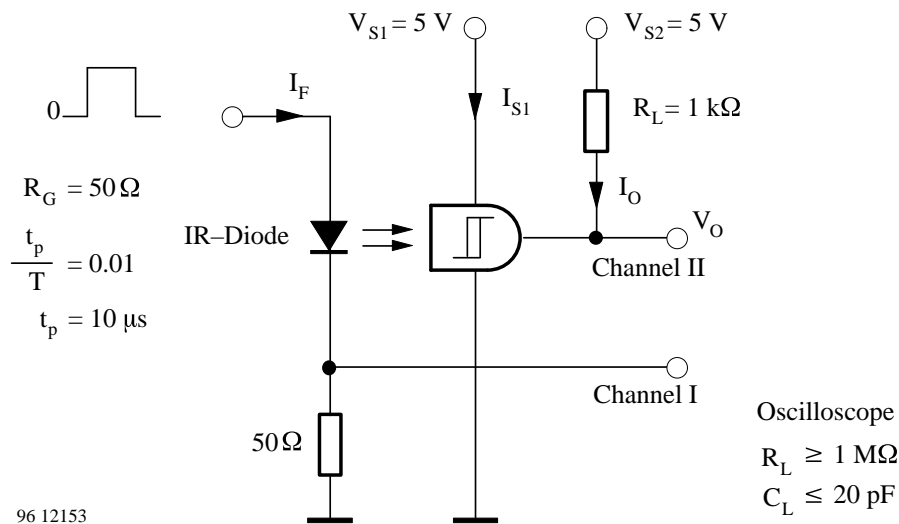 V_S1 = 5 V
V_S2 = 5 V
0
I_F
I_S1
R_L = 1 kΩ
R_G = 50 Ω
I_O
V_O
IR–Diode
t_p
T
= 0.01
Channel II
t_p = 10 μs
Channel I
Oscilloscope
50 Ω
R_L ≥ 1 MΩ
C_L ≤ 20 pF
96 12153